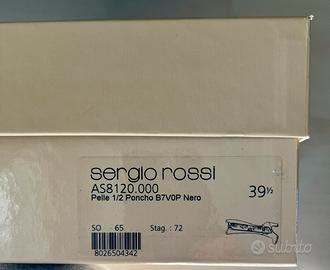 sergio rossi
AS8120.000
Pelle 1/2 Poncho B7V0P Nero
39½
SO 65 Stag. : 72
8026504342
subito